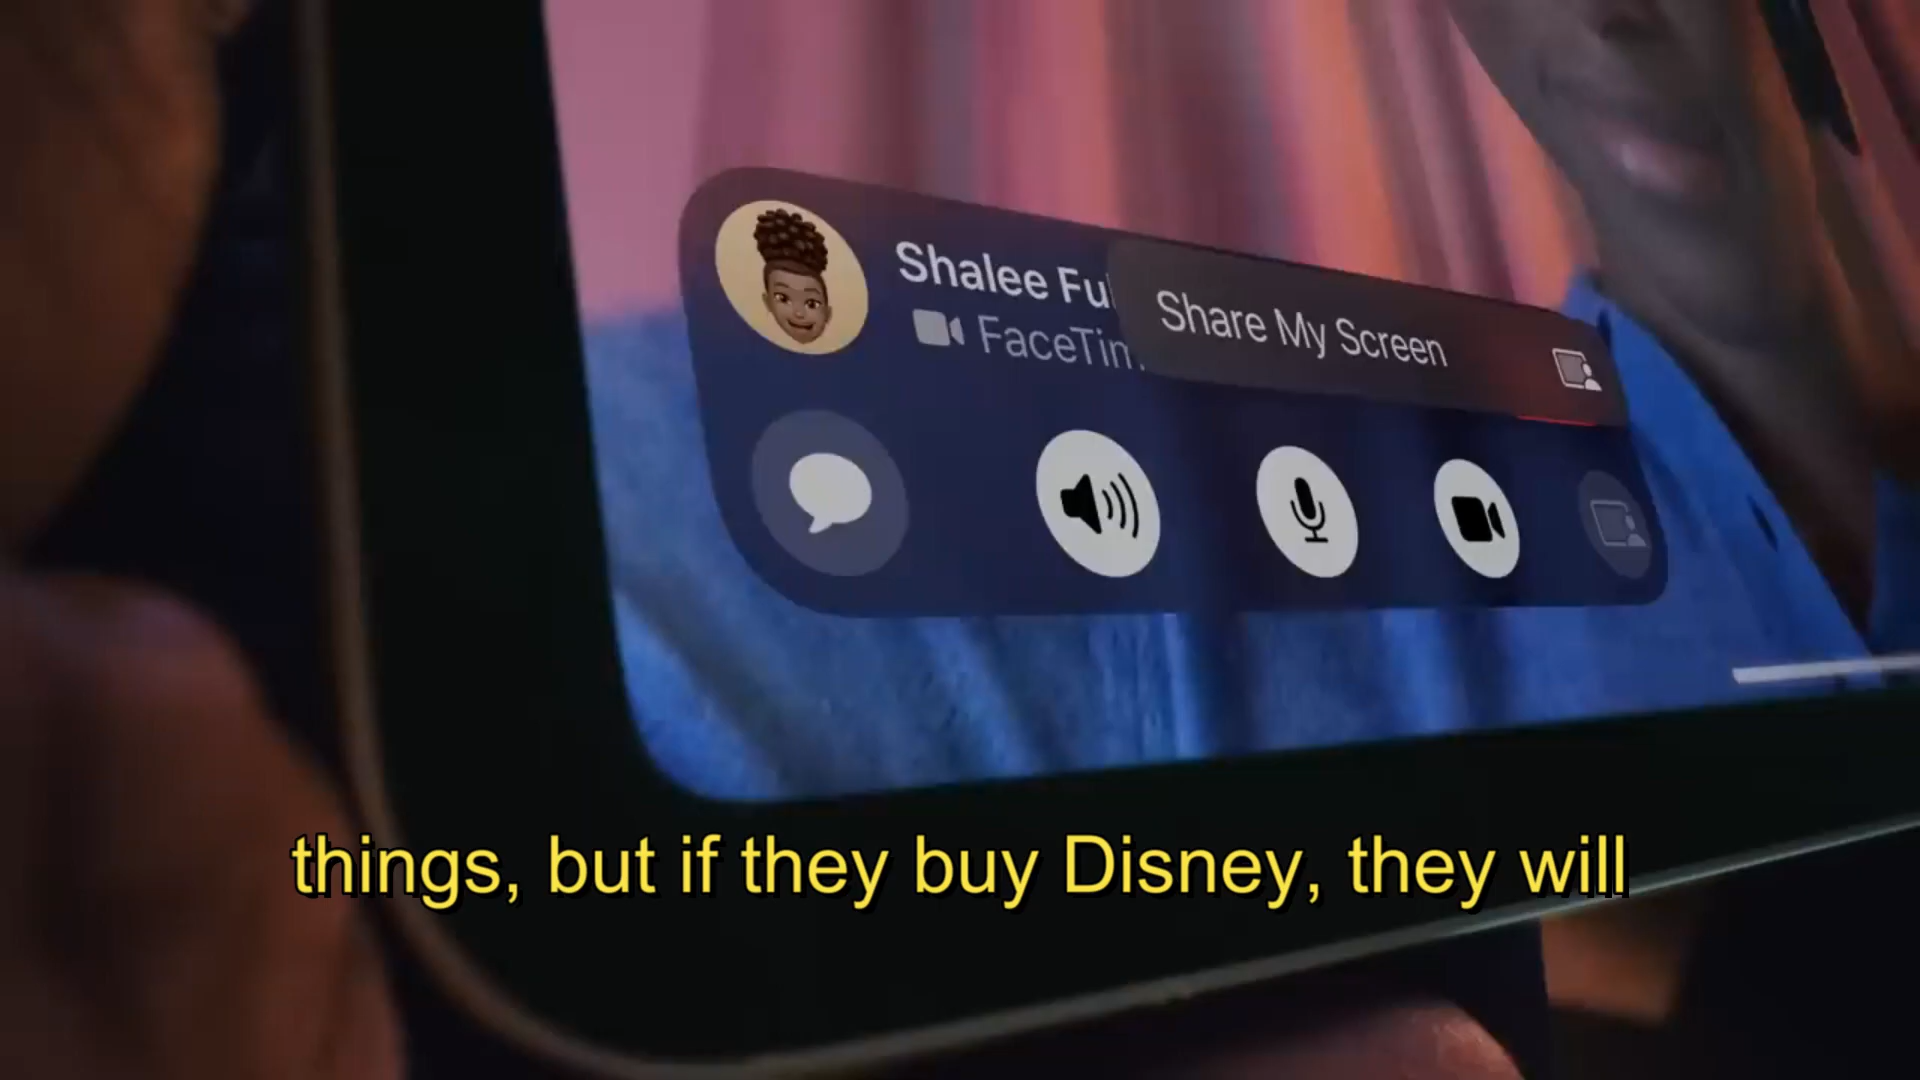 Shalee Fu
Share My Screen
FaceTim
things, but if they buy Disney, they will